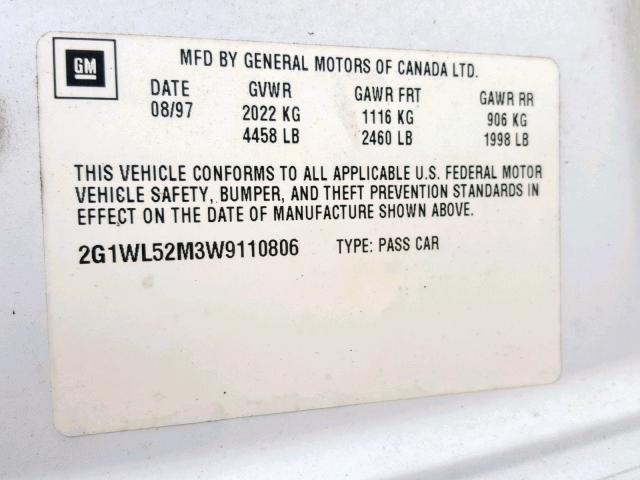 GM
MFD BY GENERAL MOTORS OF CANADA LTD.
DATE GVWR GAWR FRT GAWR RR
08/97 2022 KG 1116 KG 906 KG
4458 LB 2460 LB 1998 LB
THIS VEHICLE CONFORMS TO ALL APPLICABLE U.S. FEDERAL MOTOR
VEHICLE SAFETY, BUMPER, AND THEFT PREVENTION STANDARDS IN
EFFECT ON THE DATE OF MANUFACTURE SHOWN ABOVE.
2G1WL52M3W9110806 TYPE: PASS CAR